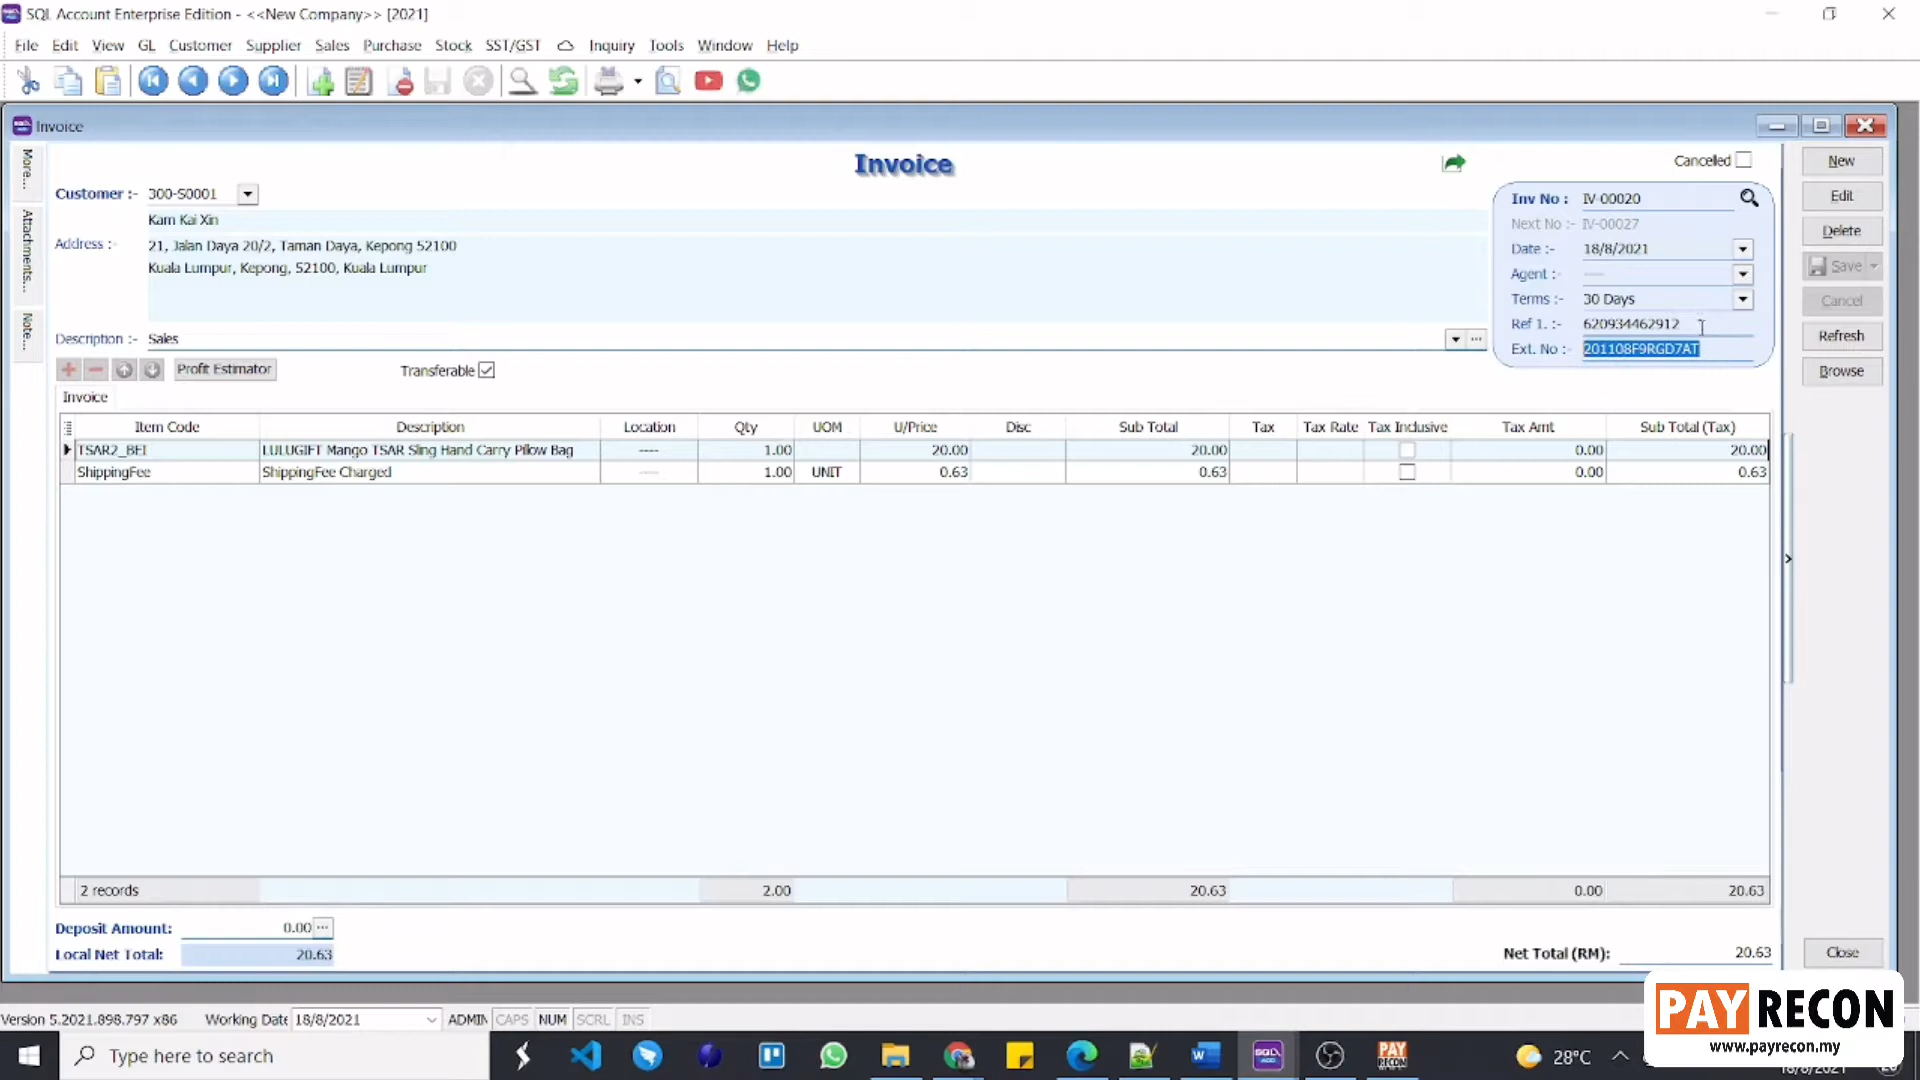 SQL Account Enterprise Edition - <<New Company>> [2021]
File Edit View GL Customer Supplier Sales Purchase Stock SST/GST Inquiry Tools Window Help
Invoice
More...
Attachments...
Note...
Invoice
Canceled
Customer :- 300-S0001
Kam Kai Xin
Address :- 21, Jalan Daya 20/2, Taman Daya, Kepong 52100
Kuala Lumpur, Kepong, 52100, Kuala Lumpur
Description :- Sales
Inv No : IV-00020
Next No :- IV-00027
Date :- 18/8/2021
Agent :- ----
Terms :- 30 Days
Ref 1. :- 620934462912
Ext. No :- 201108F9RGD7AT
New
Edit
Delete
Save
Cancel
Refresh
Browse
Profit Estimator Transferable
Invoice
Item Code Description Location Qty UOM U/Price Disc Sub Total Tax Tax Rate Tax Inclusive Tax Amt Sub Total (Tax)
TSAR2_BEI LULUGIFT Mango TSAR Sling Hand Carry Pillow Bag ---- 1.00 20.00 20.00 0.00 20.00
ShippingFee ShippingFee Charged ---- 1.00 UNIT 0.63 0.63 0.00 0.63
2 records 2.00 20.63 0.00 20.63
Deposit Amount: 0.00
Local Net Total: 20.63
Net Total (RM): 20.63
Close
Version 5.2021.898.797 x86 Working Date 18/8/2021 ADMIN CAPS NUM SCRL INS
PAY RECON
www.payrecon.my
Type here to search
28°C
18/8/2021